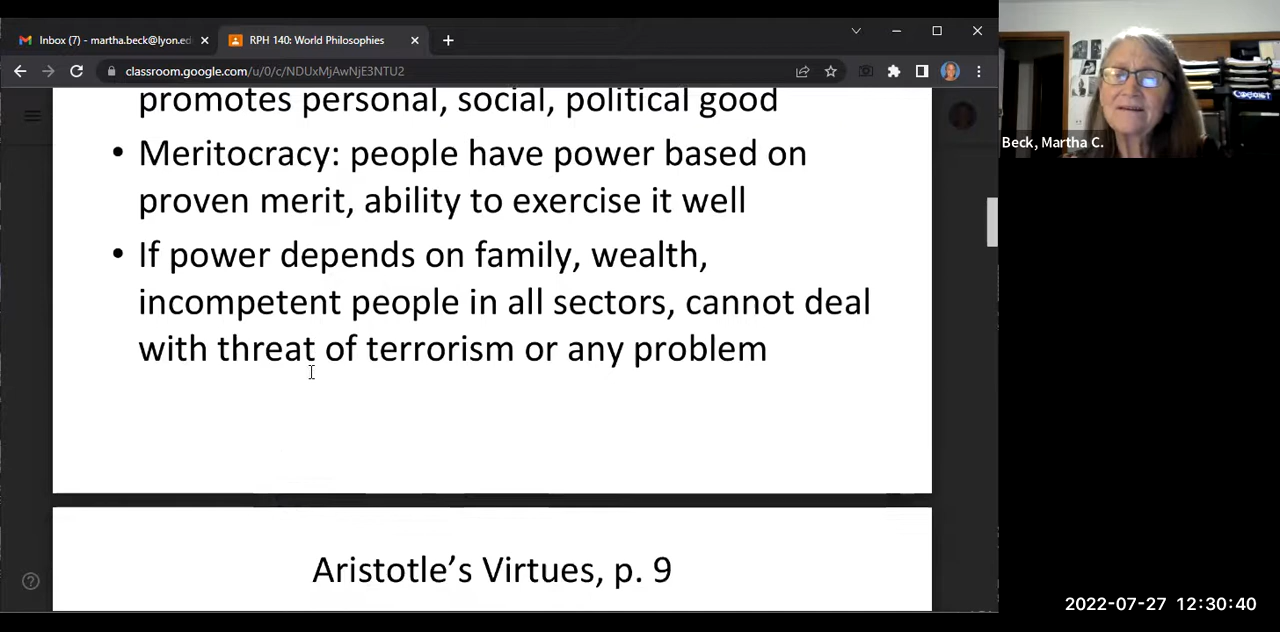 Inbox (7) - martha.beck@lyon.ed
RPH 140: World Philosophies
classroom.google.com/u/0/c/NDUxMjAwNjE3NTU2
promotes personal, social, political good
• Meritocracy: people have power based on
proven merit, ability to exercise it well
• If power depends on family, wealth,
incompetent people in all sectors, cannot deal
with threat of terrorism or any problem
Aristotle’s Virtues, p. 9
Beck, Martha C.
2022-07-27 12:30:40